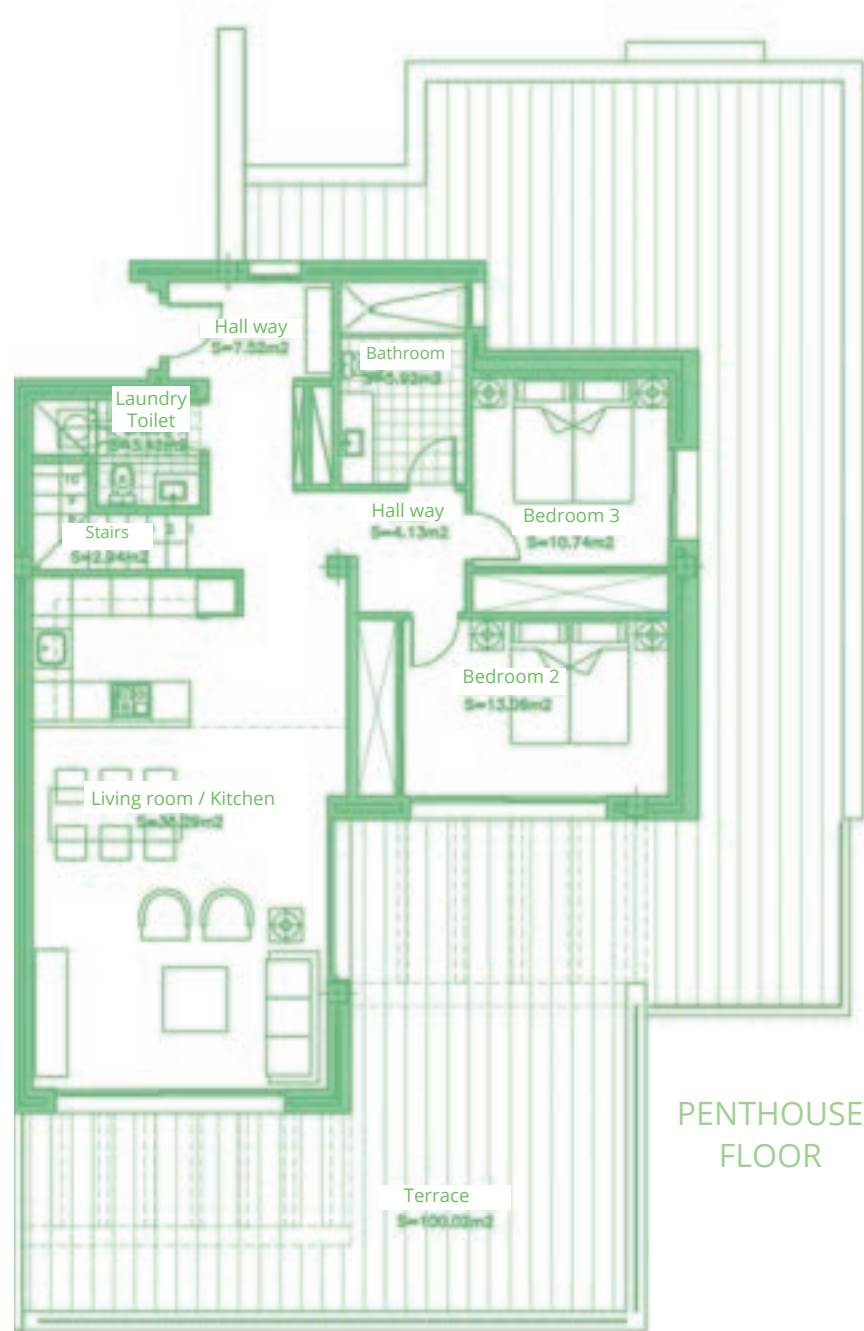 Hall way
S=7.52m2
Bathroom
Laundry
Toilet
Hall way
S=4.13m2
Bedroom 3
S=10.74m2
Stairs
S=2.94m2
Bedroom 2
S=13.06m2
Living room / Kitchen
PENTHOUSE
FLOOR
Terrace
S=100.02m2